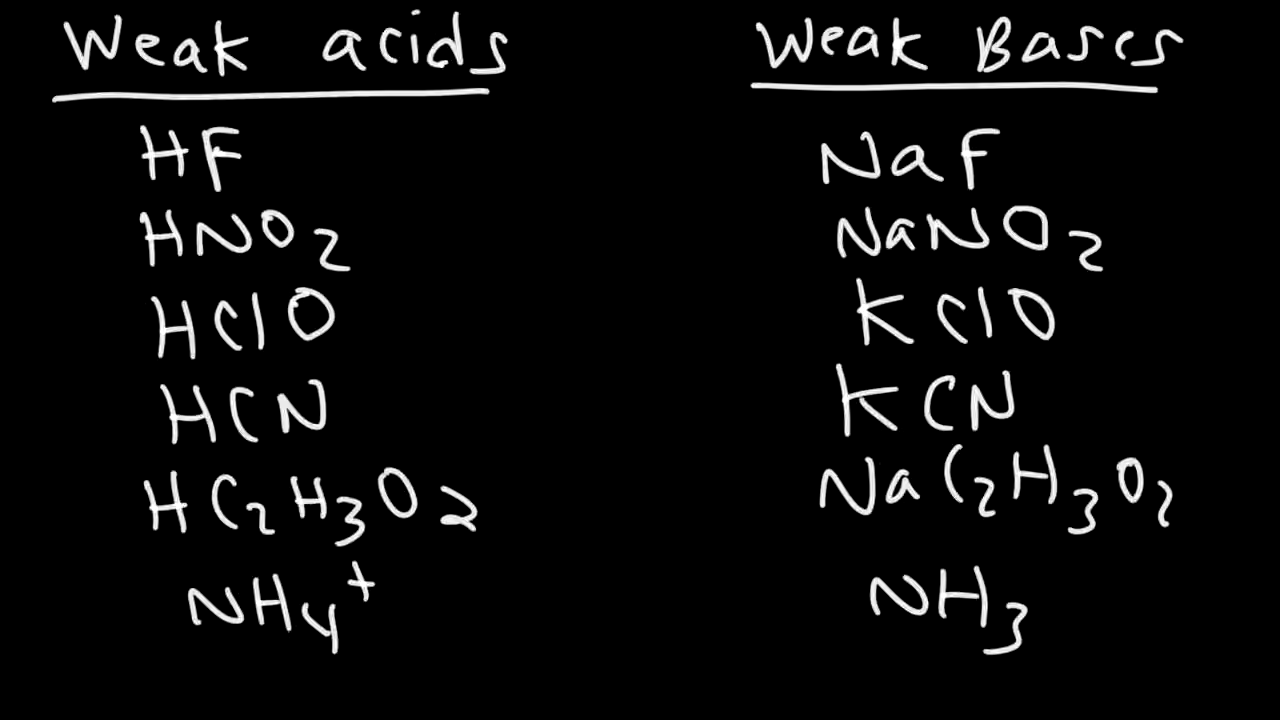 Weak acids
HF
HNO2
HClO
HCN
HC2H3O2
NH4+
Weak Bases
NaF
NaNO2
KClO
KCN
NaC2H3O2
NH3